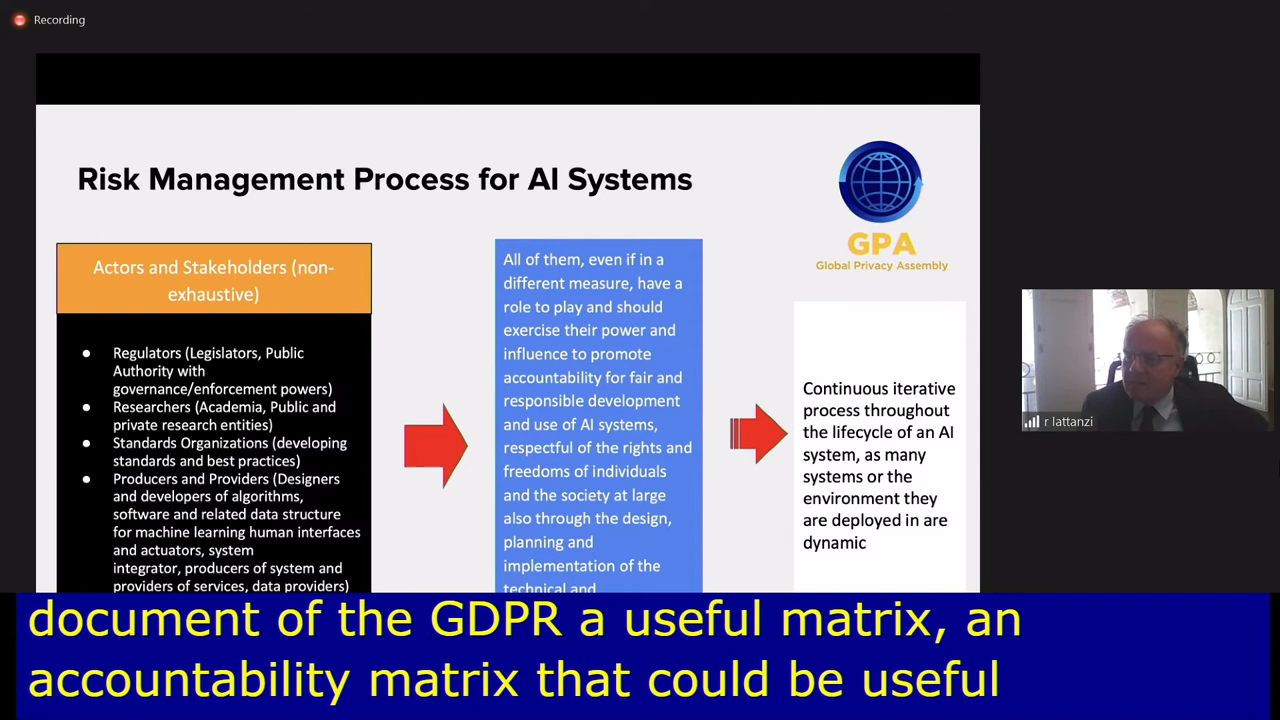 Recording
Risk Management Process for AI Systems
GPA
Global Privacy Assembly
Actors and Stakeholders (non-
exhaustive)
● Regulators (Legislators, Public
Authority with
governance/enforcement powers)
● Researchers (Academia, Public and
private research entities)
● Standards Organizations (developing
standards and best practices)
● Producers and Providers (Designers
and developers of algorithms,
software and related data structure
for machine learning human interfaces
and actuators, system
integrator, producers of system and
providers of services, data providers)
All of them, even if in a
different measure, have a
role to play and should
exercise their power and
influence to promote
accountability for fair and
responsible development
and use of AI systems,
respectful of the rights and
freedoms of individuals
and the society at large
also through the design,
planning and
implementation of the
technical and
Continuous iterative
process throughout
the lifecycle of an AI
system, as many
systems or the
environment they
are deployed in are
dynamic
r lattanzi
document of the GDPR a useful matrix, an
accountability matrix that could be useful